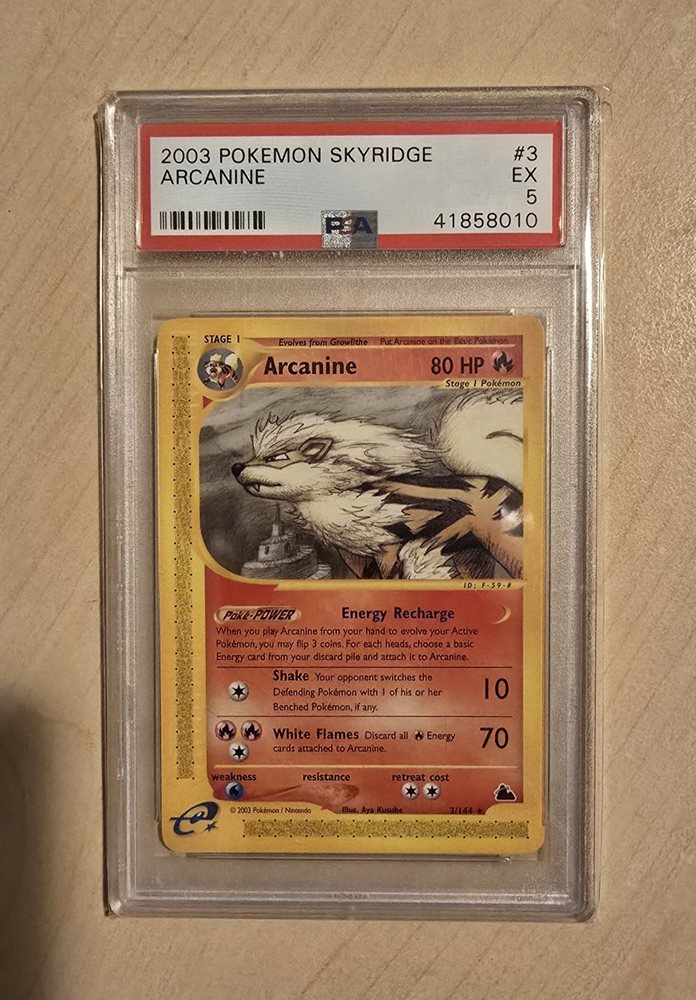 2003 POKEMON SKYRIDGE #3
ARCANINE EX
5
PSA 41858010
STAGE 1 Evolves from Growlithe Put Arcanine on the Basic Pokémon
Arcanine 80 HP
Stage 1 Pokémon
ID: F-59-#
Poké-POWER Energy Recharge
When you play Arcanine from your hand to evolve your Active
Pokémon, you may flip 3 coins. For each heads, choose a basic
Energy card from your discard pile and attach it to Arcanine.
Shake Your opponent switches the
Defending Pokémon with 1 of his or her 10
Benched Pokémon, if any.
White Flames Discard all Energy 70
cards attached to Arcanine.
weakness resistance retreat cost
© 2003 Pokémon / Nintendo Illus. Aya Kusube 3/144 ★
e